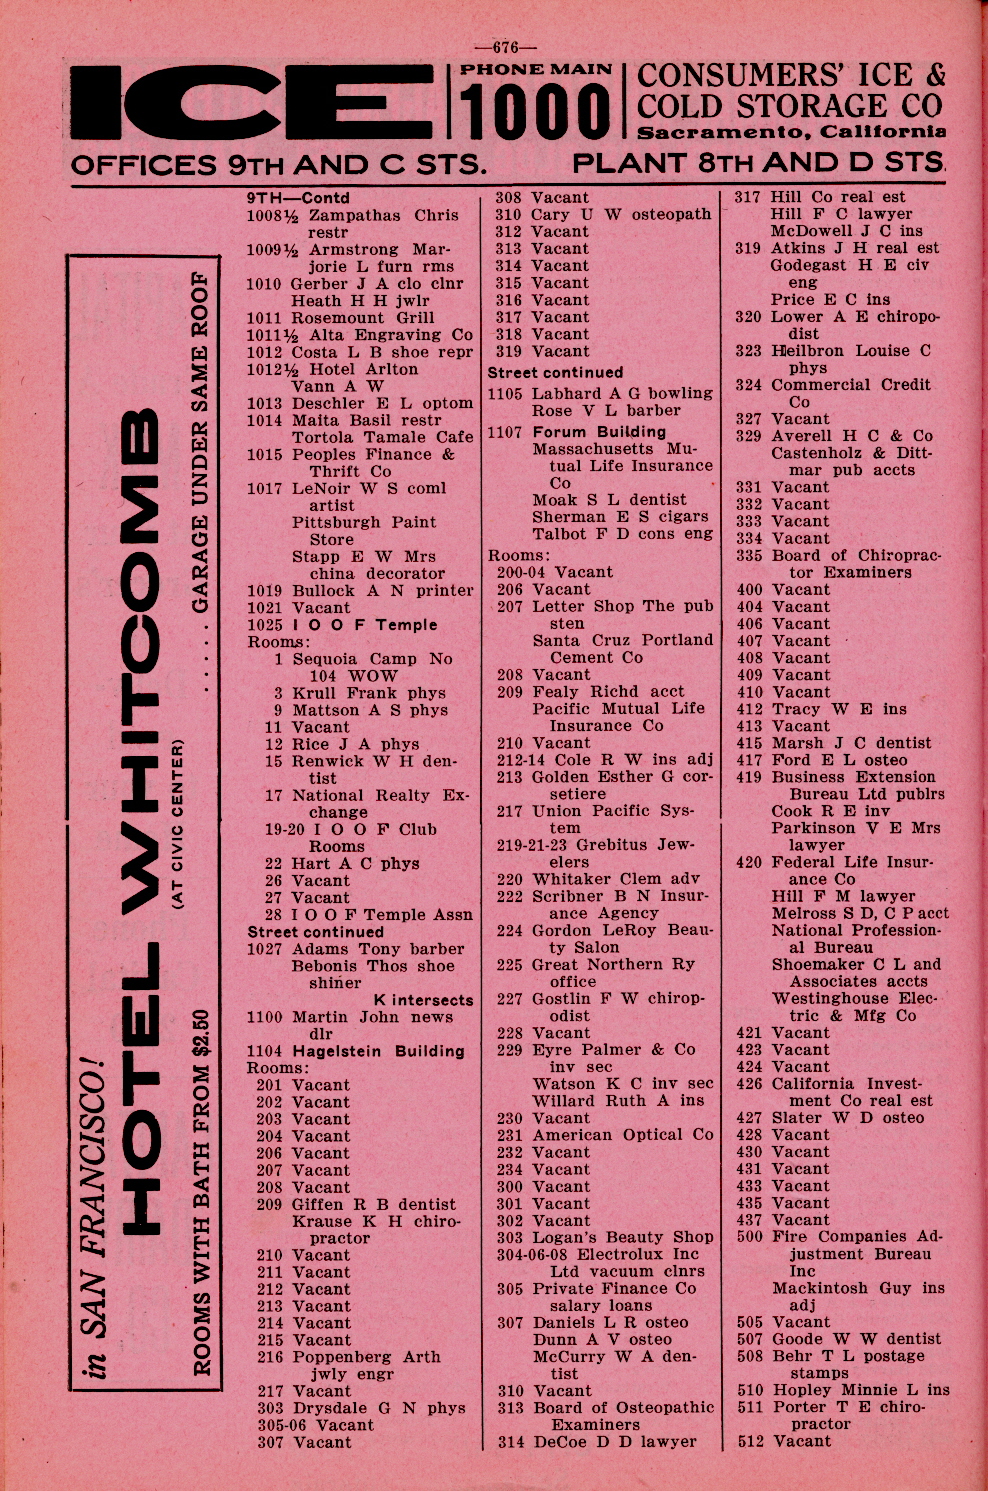 —676—
ICE
PHONE MAIN
1000
CONSUMERS' ICE &
COLD STORAGE CO
Sacramento, California
OFFICES 9TH AND C STS.
PLANT 8TH AND D STS.
in SAN FRANCISCO!
HOTEL WHITCOMB
(AT CIVIC CENTER)
ROOMS WITH BATH FROM $2.50 ..... GARAGE UNDER SAME ROOF
9TH—Contd
1008½ Zampathas Chris
restr
1009½ Armstrong Mar-
jorie L furn rms
1010 Gerber J A clo clnr
Heath H H jwlr
1011 Rosemount Grill
1011½ Alta Engraving Co
1012 Costa L B shoe repr
1012½ Hotel Arlton
Vann A W
1013 Deschler E L optom
1014 Maita Basil restr
Tortola Tamale Cafe
1015 Peoples Finance &
Thrift Co
1017 LeNoir W S coml
artist
Pittsburgh Paint
Store
Stapp E W Mrs
china decorator
1019 Bullock A N printer
1021 Vacant
1025 I O O F Temple
Rooms:
1 Sequoia Camp No
104 WOW
3 Krull Frank phys
9 Mattson A S phys
11 Vacant
12 Rice J A phys
15 Renwick W H den-
tist
17 National Realty Ex-
change
19-20 I O O F Club
Rooms
22 Hart A C phys
26 Vacant
27 Vacant
28 I O O F Temple Assn
Street continued
1027 Adams Tony barber
Bebonis Thos shoe
shiner
K intersects
1100 Martin John news
dlr
1104 Hagelstein Building
Rooms:
201 Vacant
202 Vacant
203 Vacant
204 Vacant
206 Vacant
207 Vacant
208 Vacant
209 Giffen R B dentist
Krause K H chiro-
practor
210 Vacant
211 Vacant
212 Vacant
213 Vacant
214 Vacant
215 Vacant
216 Poppenberg Arth
jwly engr
217 Vacant
303 Drysdale G N phys
305-06 Vacant
307 Vacant
308 Vacant
310 Cary U W osteopath
312 Vacant
313 Vacant
314 Vacant
315 Vacant
316 Vacant
317 Vacant
318 Vacant
319 Vacant
Street continued
1105 Labhard A G bowling
Rose V L barber
1107 Forum Building
Massachusetts Mu-
tual Life Insurance
Co
Moak S L dentist
Sherman E S cigars
Talbot F D cons eng
Rooms:
200-04 Vacant
206 Vacant
207 Letter Shop The pub
sten
Santa Cruz Portland
Cement Co
208 Vacant
209 Fealy Richd acct
Pacific Mutual Life
Insurance Co
210 Vacant
212-14 Cole R W ins adj
213 Golden Esther G cor-
setiere
217 Union Pacific Sys-
tem
219-21-23 Grebitus Jew-
elers
220 Whitaker Clem adv
222 Scribner B N Insur-
ance Agency
224 Gordon LeRoy Beau-
ty Salon
225 Great Northern Ry
office
227 Gostlin F W chirop-
odist
228 Vacant
229 Eyre Palmer & Co
inv sec
Watson K C inv sec
Willard Ruth A ins
230 Vacant
231 American Optical Co
232 Vacant
234 Vacant
300 Vacant
301 Vacant
302 Vacant
303 Logan's Beauty Shop
304-06-08 Electrolux Inc
Ltd vacuum clnrs
305 Private Finance Co
salary loans
307 Daniels L R osteo
Dunn A V osteo
McCurry W A den-
tist
310 Vacant
313 Board of Osteopathic
Examiners
314 DeCoe D D lawyer
317 Hill Co real est
Hill F C lawyer
McDowell J C ins
319 Atkins J H real est
Godegast H E civ
eng
Price E C ins
320 Lower A E chiropo-
dist
323 Heilbron Louise C
phys
324 Commercial Credit
Co
327 Vacant
329 Averell H C & Co
Castenholz & Ditt-
mar pub accts
331 Vacant
332 Vacant
333 Vacant
334 Vacant
335 Board of Chiroprac-
tor Examiners
400 Vacant
404 Vacant
406 Vacant
407 Vacant
408 Vacant
409 Vacant
410 Vacant
412 Tracy W E ins
413 Vacant
415 Marsh J C dentist
417 Ford E L osteo
419 Business Extension
Bureau Ltd publrs
Cook R E inv
Parkinson V E Mrs
lawyer
420 Federal Life Insur-
ance Co
Hill F M lawyer
Melross S D, C P acct
National Profession-
al Bureau
Shoemaker C L and
Associates accts
Westinghouse Elec-
tric & Mfg Co
421 Vacant
423 Vacant
424 Vacant
426 California Invest-
ment Co real est
427 Slater W D osteo
428 Vacant
430 Vacant
431 Vacant
433 Vacant
435 Vacant
437 Vacant
500 Fire Companies Ad-
justment Bureau
Inc
Mackintosh Guy ins
adj
505 Vacant
507 Goode W W dentist
508 Behr T L postage
stamps
510 Hopley Minnie L ins
511 Porter T E chiro-
practor
512 Vacant